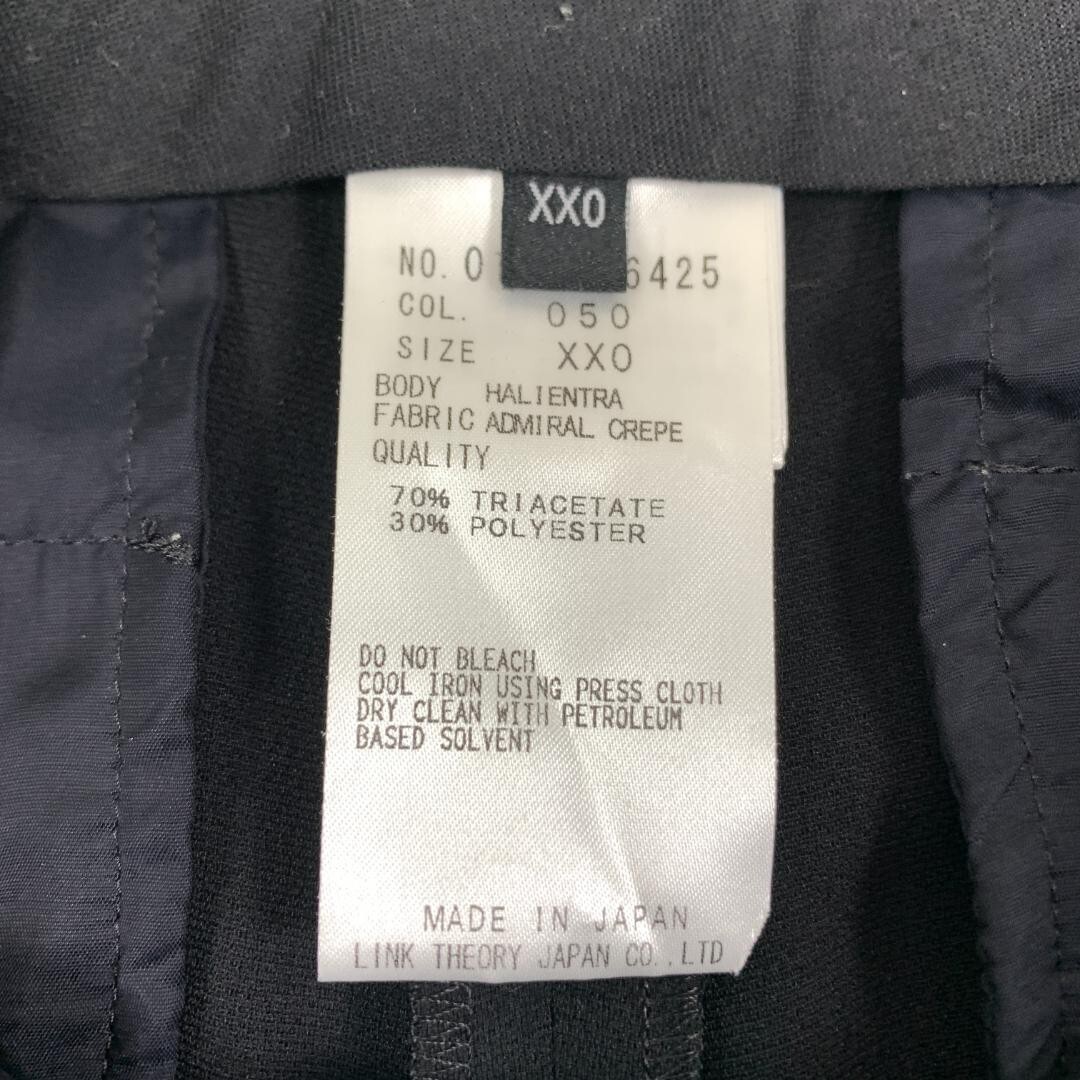 XX0
NO. 0 6425
COL. 050
SIZE XX0
BODY HALIENTRA
FABRIC ADMIRAL CREPE
QUALITY
70% TRIACETATE
30% POLYESTER
DO NOT BLEACH
COOL IRON USING PRESS CLOTH
DRY CLEAN WITH PETROLEUM
BASED SOLVENT
MADE IN JAPAN
LINK THEORY JAPAN CO.,LTD